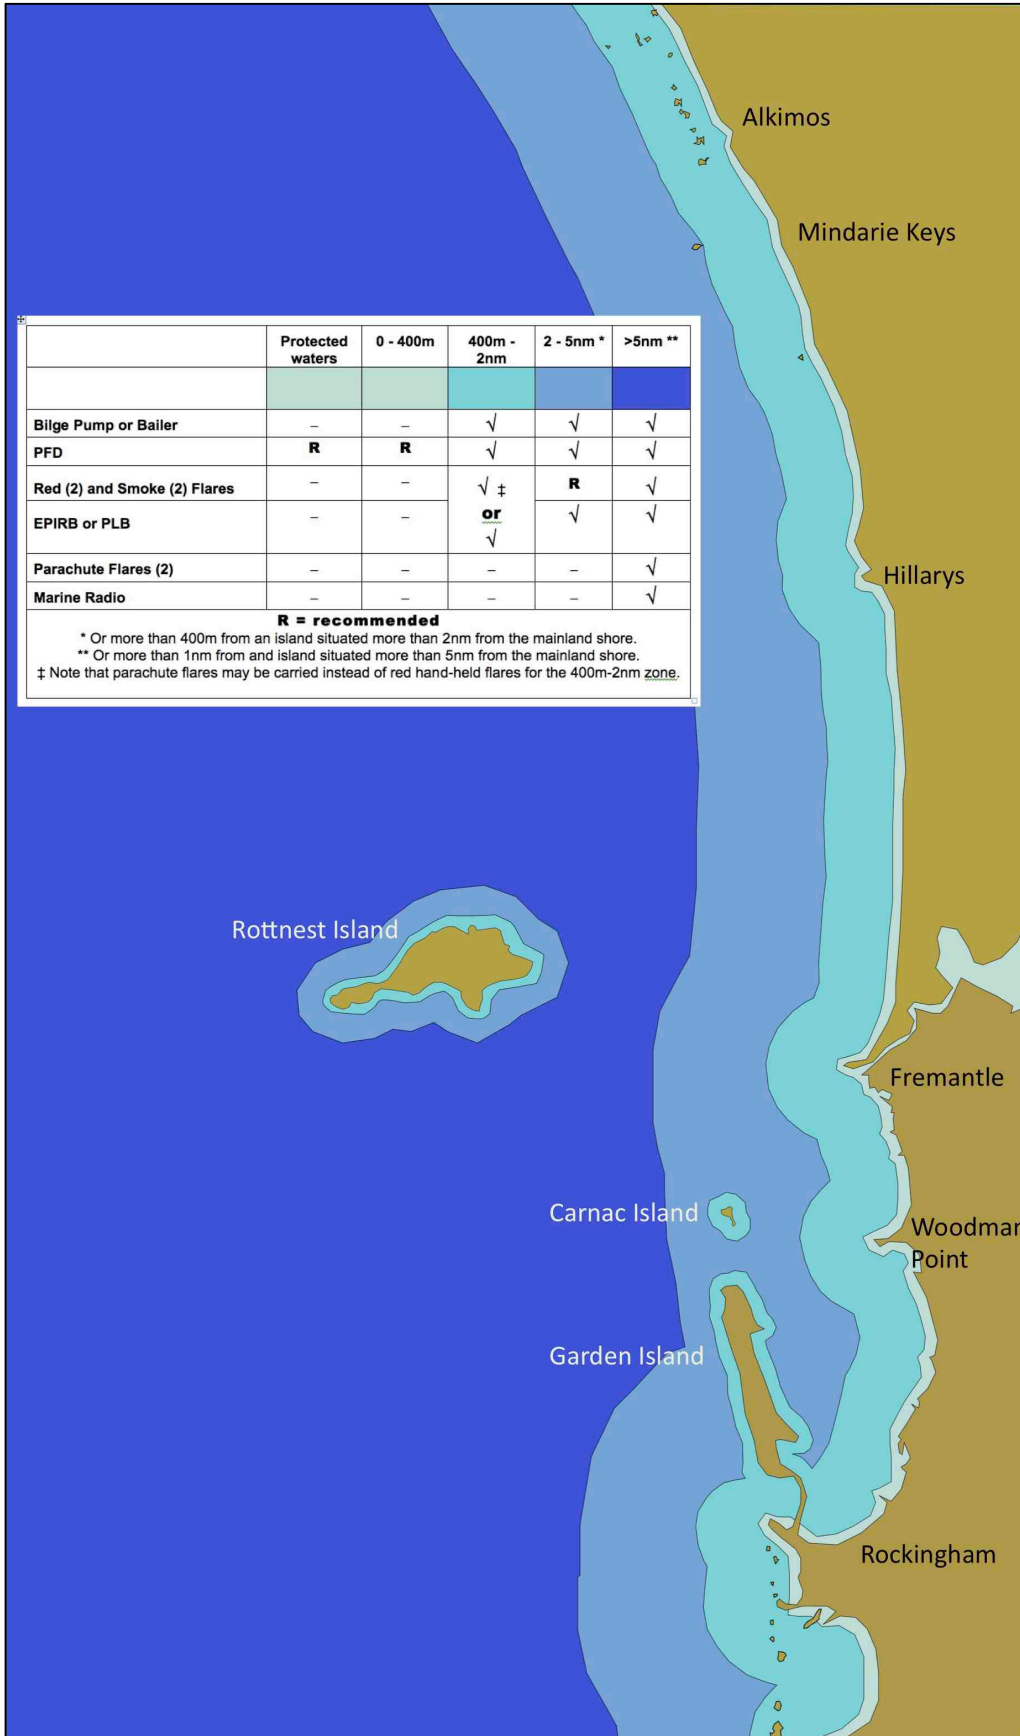 Alkimos
Mindarie Keys
Protected waters 0 - 400m 400m - 2nm 2 - 5nm * >5nm **
Bilge Pump or Bailer – – √ √ √
PFD R R √ √ √
Red (2) and Smoke (2) Flares – – √ ‡ R √
or
EPIRB or PLB – – √ √ √
Parachute Flares (2) – – – – √
Marine Radio – – – – √
R = recommended
* Or more than 400m from an island situated more than 2nm from the mainland shore.
** Or more than 1nm from and island situated more than 5nm from the mainland shore.
‡ Note that parachute flares may be carried instead of red hand-held flares for the 400m-2nm zone.
Hillarys
Rottnest Island
Fremantle
Carnac Island
Woodman
Point
Garden Island
Rockingham